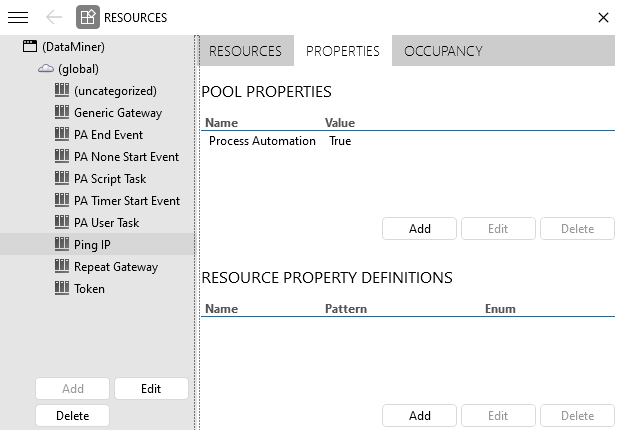 RESOURCES
(DataMiner)
(global)
(uncategorized)
Generic Gateway
PA End Event
PA None Start Event
PA Script Task
PA Timer Start Event
PA User Task
Ping IP
Repeat Gateway
Token
Add Edit
Delete
RESOURCES PROPERTIES OCCUPANCY
POOL PROPERTIES
Name Value
Process Automation True
Add Edit Delete
RESOURCE PROPERTY DEFINITIONS
Name Pattern Enum
Add Edit Delete